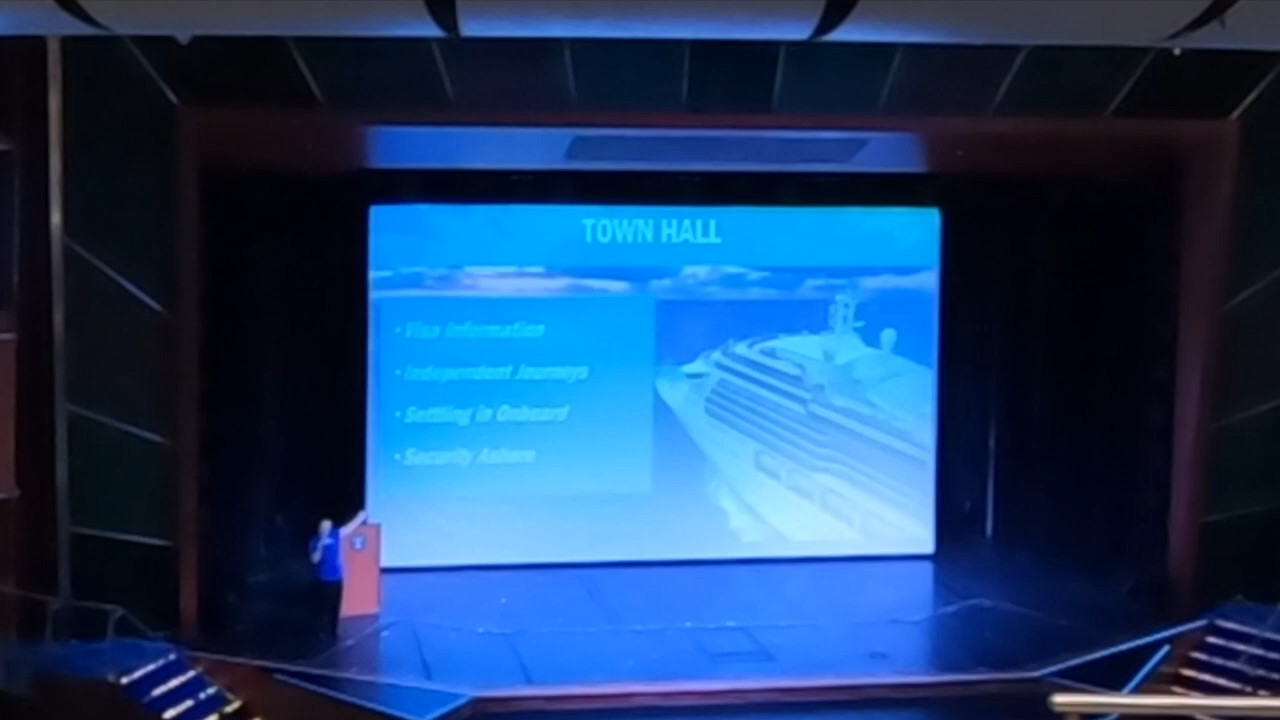 TOWN HALL
· Visa Information
· Independent Journeys
· Settling in Onboard
· Security Ashore